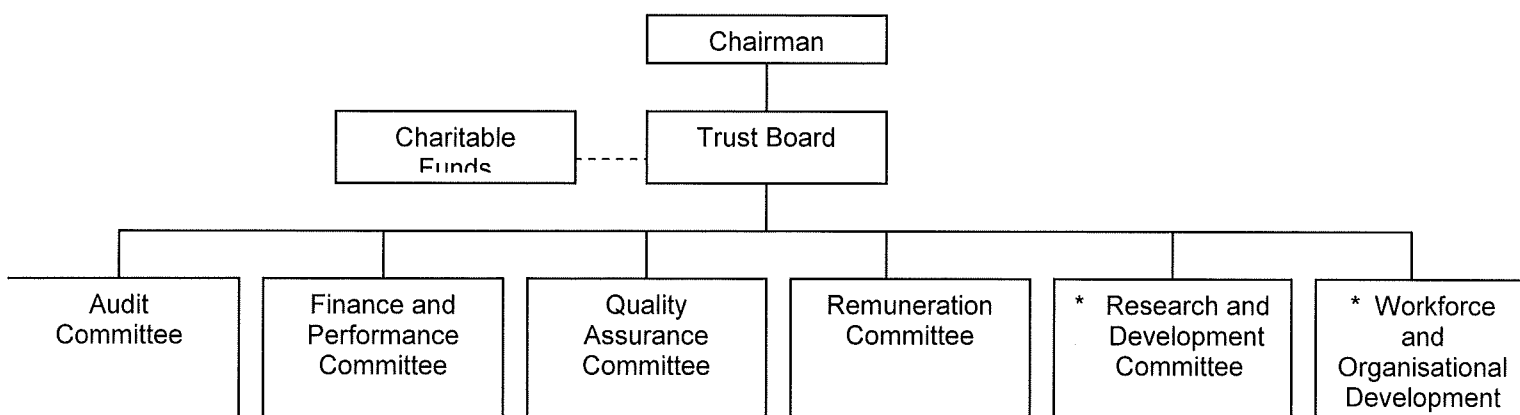 Chairman
Charitable
Funds
Trust Board
Audit
Committee
Finance and
Performance
Committee
Quality
Assurance
Committee
Remuneration
Committee
* Research and
Development
Committee
* Workforce
and
Organisational
Development